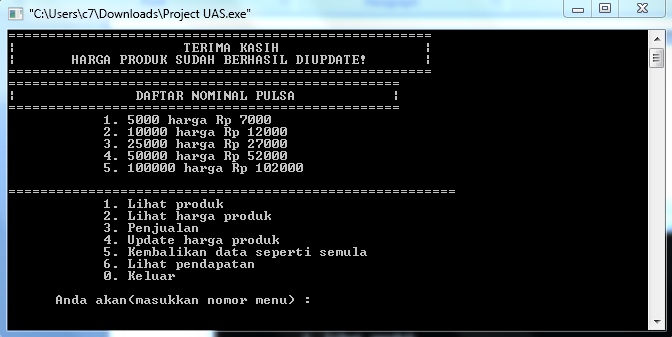 "C:\Users\c7\Downloads\Project UAS.exe"
=====================================================
¦ TERIMA KASIH ¦
¦ HARGA PRODUK SUDAH BERHASIL DIUPDATE! ¦
=====================================================
=================================================
¦ DAFTAR NOMINAL PULSA ¦
=================================================
1. 5000 harga Rp 7000
2. 10000 harga Rp 12000
3. 25000 harga Rp 27000
4. 50000 harga Rp 52000
5. 100000 harga Rp 102000
========================================================
1. Lihat produk
2. Lihat harga produk
3. Penjualan
4. Update harga produk
5. Kembalikan data seperti semula
6. Lihat pendapatan
0. Keluar
Anda akan(masukkan nomor menu) :